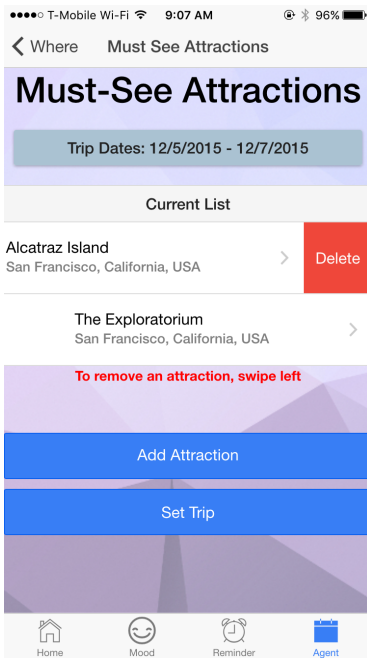 T-Mobile Wi-Fi 9:07 AM 96%
Where Must See Attractions
Must-See Attractions
Trip Dates: 12/5/2015 - 12/7/2015
Current List
Alcatraz Island
San Francisco, California, USA
Delete
The Exploratorium
San Francisco, California, USA
To remove an attraction, swipe left
Add Attraction
Set Trip
Home Mood Reminder Agent